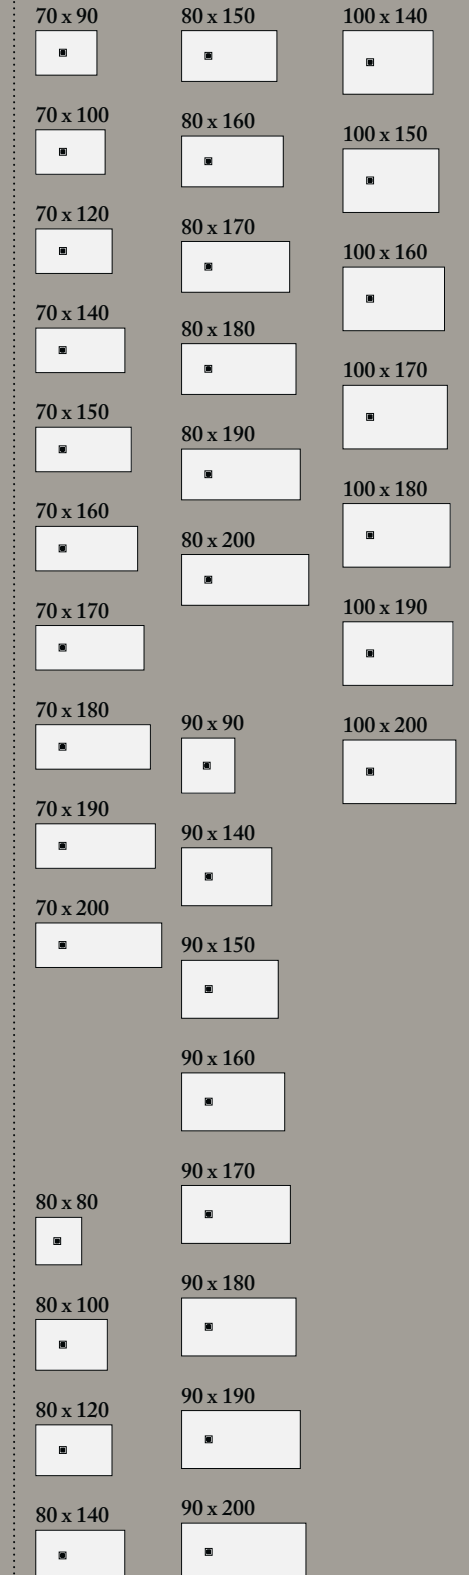 70 x 90
70 x 100
70 x 120
70 x 140
70 x 150
70 x 160
70 x 170
70 x 180
70 x 190
70 x 200
80 x 80
80 x 100
80 x 120
80 x 140
80 x 150
80 x 160
80 x 170
80 x 180
80 x 190
80 x 200
90 x 90
90 x 140
90 x 150
90 x 160
90 x 170
90 x 180
90 x 190
90 x 200
100 x 140
100 x 150
100 x 160
100 x 170
100 x 180
100 x 190
100 x 200